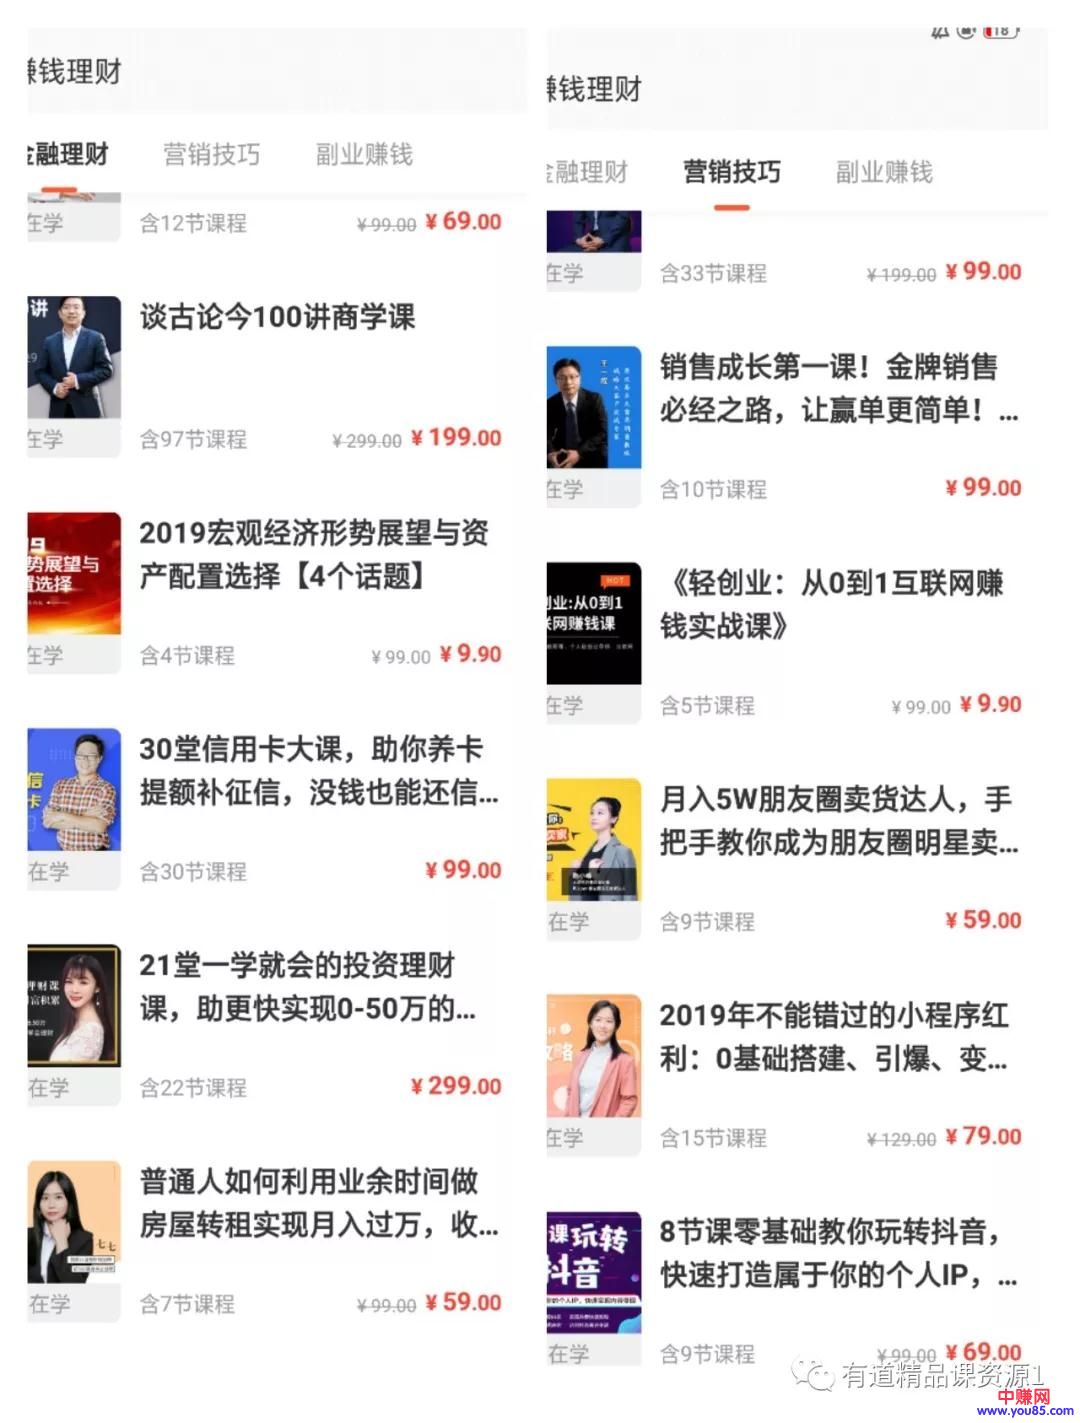 赚钱理财
金融理财 营销技巧 副业赚钱
在学 含12节课程 ¥99.00 ¥69.00
讲
谈古论今100讲商学课
在学 含97节课程 ¥299.00 ¥199.00
2019宏观经济形势展望与资
产配置选择【4个话题】
19
势展望与
置选择
在学 含4节课程 ¥99.00 ¥9.90
30堂信用卡大课，助你养卡
提额补征信，没钱也能还信...
信
卡
在学 含30节课程 ¥99.00
21堂一学就会的投资理财
课，助更快实现0-50万的...
理财课
富积累
在学 含22节课程 ¥299.00
普通人如何利用业余时间做
房屋转租实现月入过万，收...
七七
在学 含7节课程 ¥99.00 ¥59.00
18
赚钱理财
金融理财 营销技巧 副业赚钱
在学 含33节课程 ¥199.00 ¥99.00
销售成长第一课！金牌销售
必经之路，让赢单更简单！...
在学 含10节课程 ¥99.00
HOT
《轻创业：从0到1互联网赚
钱实战课》
创业:从0到1
联网赚钱课
在学 含5节课程 ¥99.00 ¥9.90
月入5W朋友圈卖货达人，手
把手教你成为朋友圈明星卖...
在学 含9节课程 ¥59.00
2019年不能错过的小程序红
利：0基础搭建、引爆、变...
攻略
在学 含15节课程 ¥129.00 ¥79.00
8节课零基础教你玩转抖音，
快速打造属于你的个人IP，...
课玩转
抖音
在学 含9节课程 ¥99.00 ¥69.00
有道精品课资源1
中赚网
www.you85.com